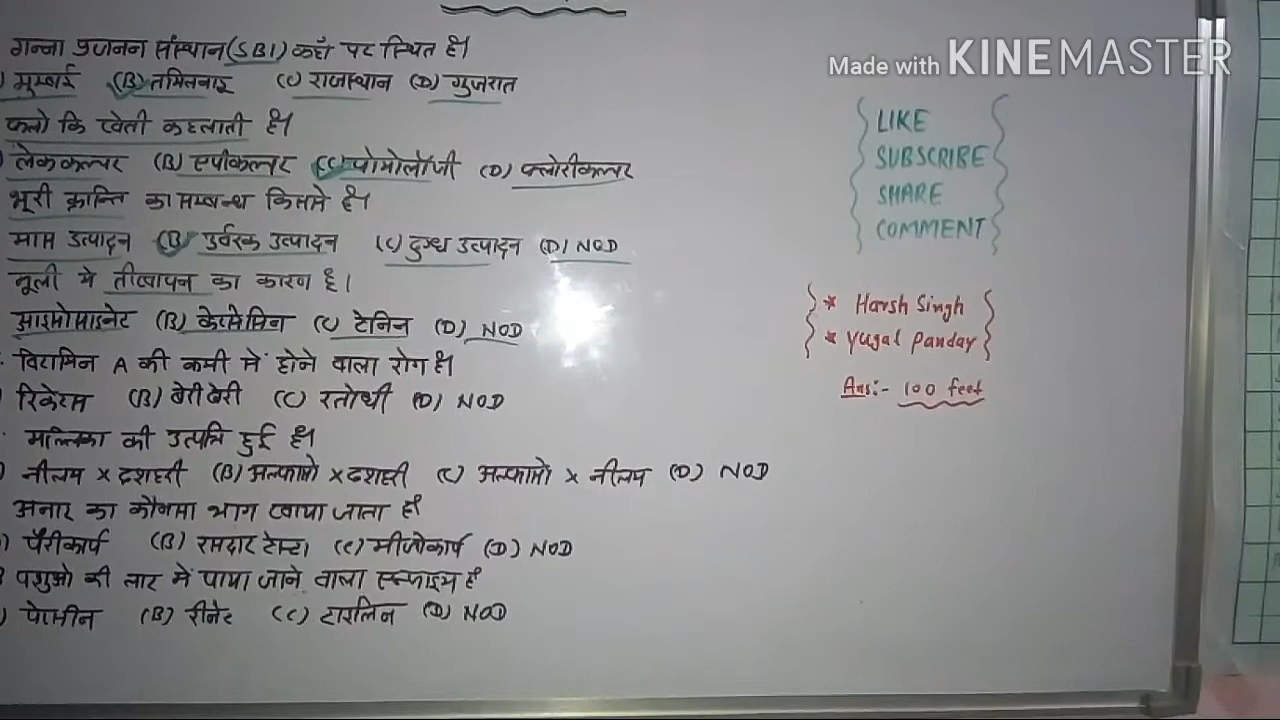 गन्ना प्रजनन संस्थान(SBI) कहाँ पर स्थित है।
) मुम्बई (B) तमिलनाडु (C) राजस्थान (D) गुजरात
फलो कि खेती कहलाती है।
) लेककल्चर (B) एपीकल्चर (C) पोमोलॉजी (D) फ्लोरीकल्चर
भूरी क्रान्ति का सम्बन्ध किससे है।
मास उत्पादन (B) उर्वरक उत्पादन (C) दुग्ध उत्पादन (D) NOD
मूली मे तीखापन का कारण है।
आइसोसाइनेट (B) केप्सेसिन (C) टेनिन (D) NOD
विटामिन A की कमी में होने वाला रोग है।
) रिकेट्स (B) बेरी बेरी (C) रतोंधी (D) NOD
मल्लिका की उत्पत्ति हुई है।
) नीलम x दशहरी (B) अल्फासो x दशहरी (C) अल्फासो x नीलम (D) NOD
अनार का कौनसा भाग खाया जाता है
) पैरीकार्प (B) रसदार टेस्टा (C) मीजोकार्प (D) NOD
पशुओ की लार में पाया जाने वाला एन्जाइम है
) पेप्सीन (B) रीनेट (C) टाइलिन (D) NOD
Made with KINEMASTER
LIKE
SUBSCRIBE
SHARE
COMMENT
* Harsh Singh
* Yugal Panday
Ans:- 100 feet